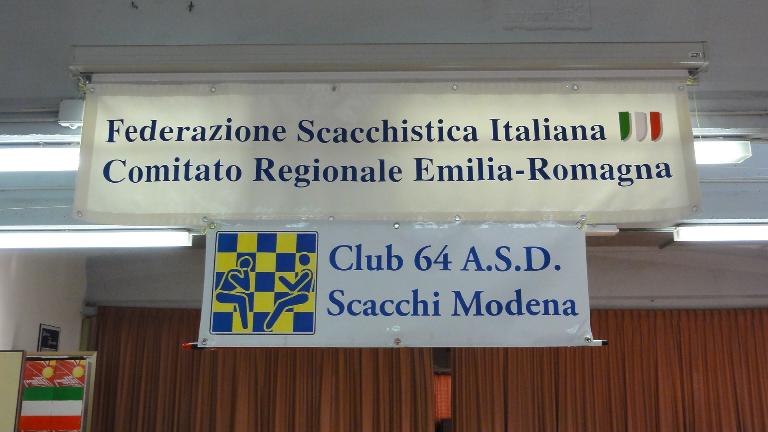 Federazione Scacchistica Italiana
Comitato Regionale Emilia-Romagna
Club 64 A.S.D.
Scacchi Modena